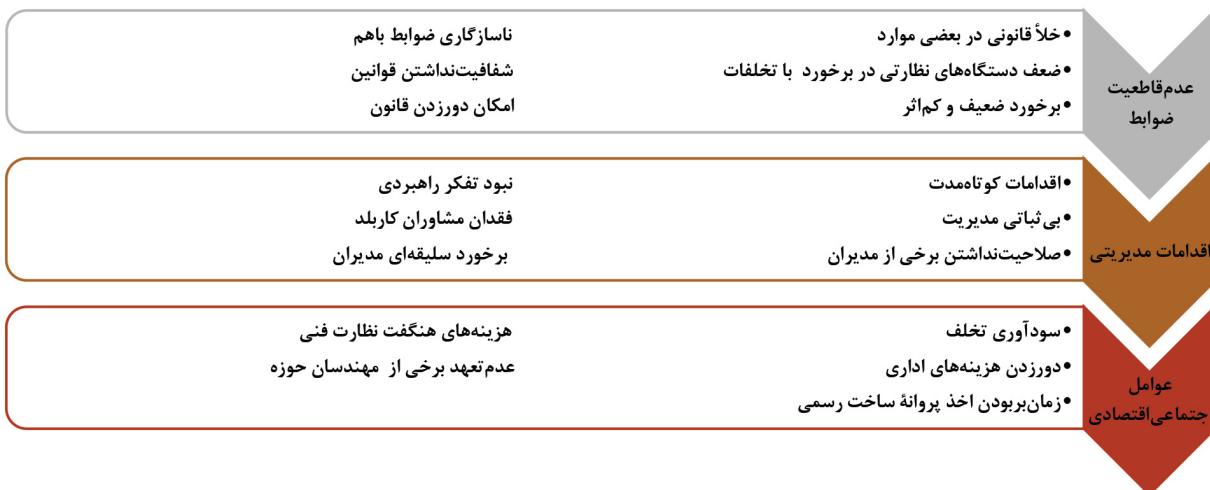 عدم‌قاطعیت
ضوابط
•خلأ قانونی در بعضی موارد ناسازگاری ضوابط باهم
•ضعف دستگاه‌های نظارتی در برخورد با تخلفات شفافیت‌نداشتن قوانین
•برخورد ضعیف و کم‌اثر امکان دورزدن قانون
اقدامات مدیریتی
•اقدامات کوتاه‌مدت نبود تفکر راهبردی
•بی‌ثباتی مدیریت فقدان مشاوران کاربلد
•صلاحیت‌نداشتن برخی از مدیران برخورد سلیقه‌ای مدیران
عوامل
جتماعی‌اقتصادی
•سودآوری تخلف هزینه‌های هنگفت نظارت فنی
•دورزدن هزینه‌های اداری عدم‌تعهد برخی از مهندسان حوزه
•زمان‌بربودن اخذ پروانهٔ ساخت رسمی